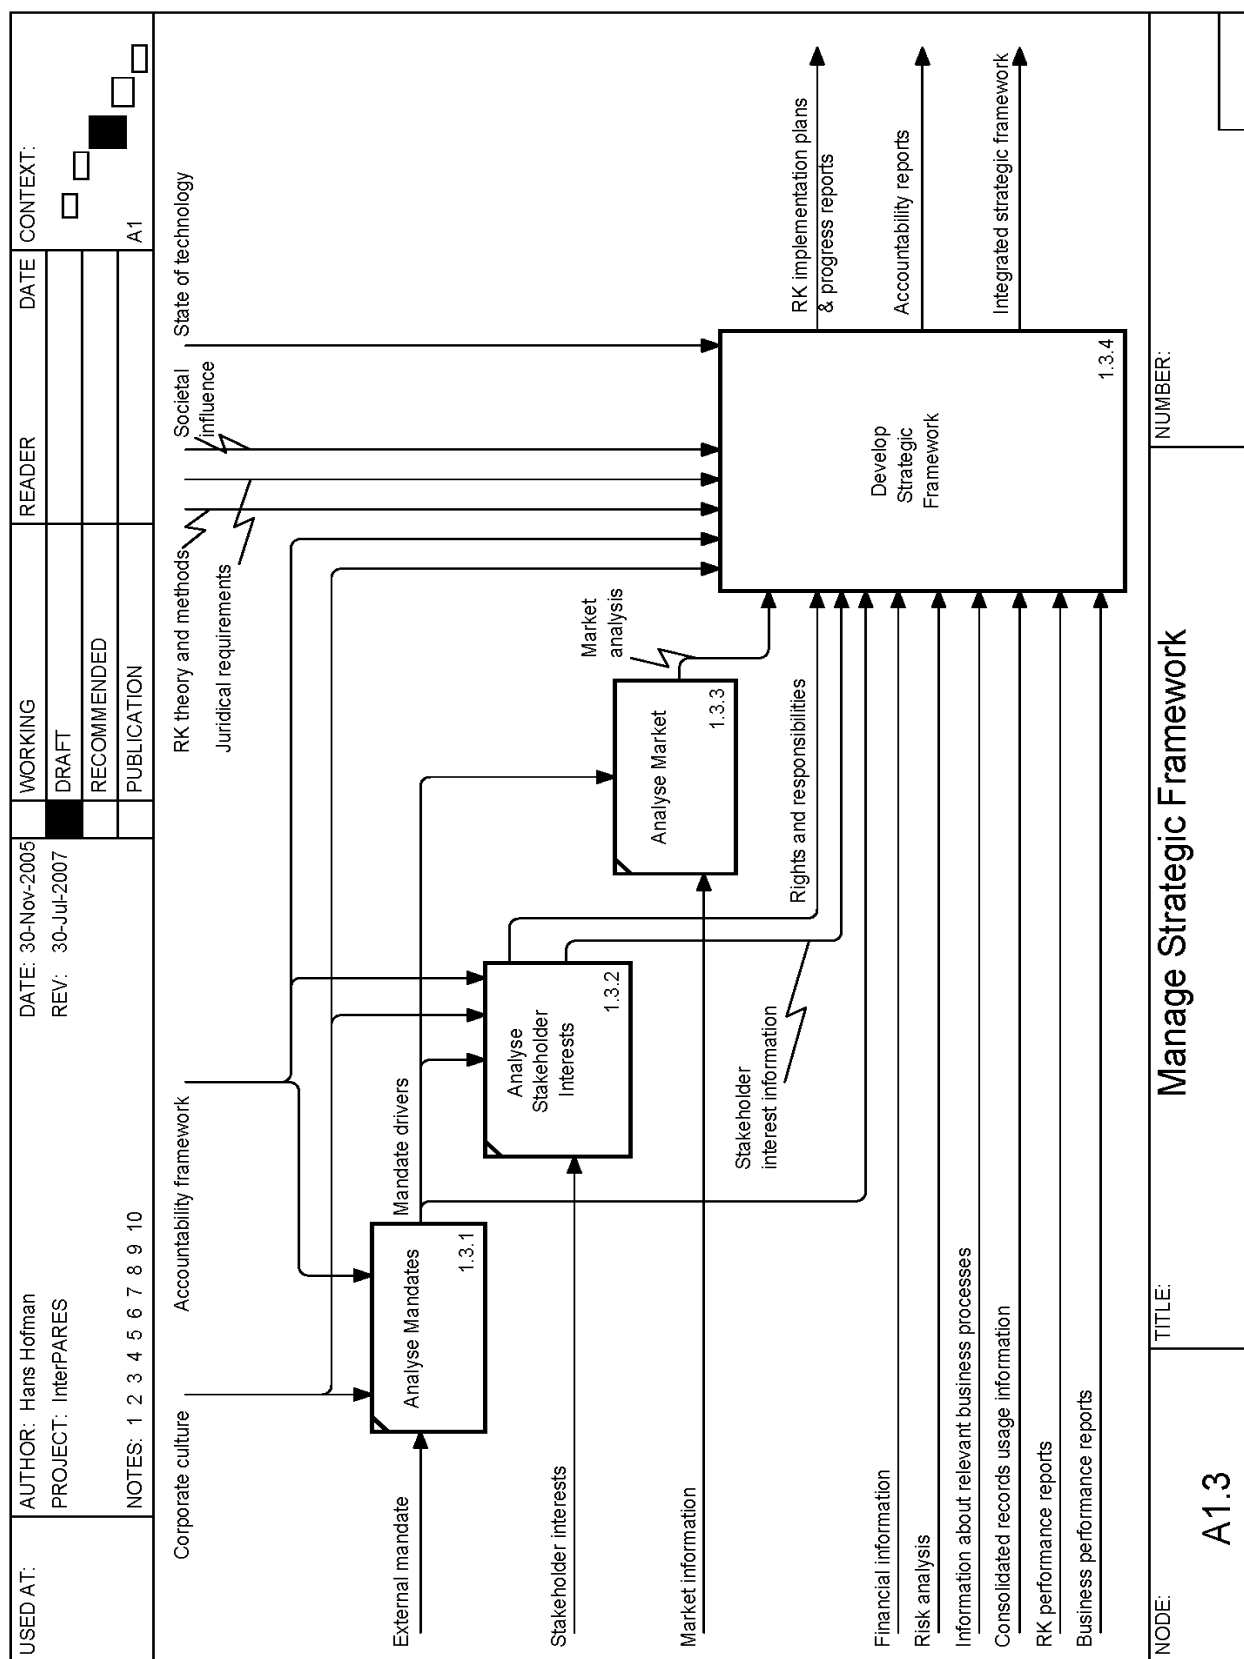 USED AT:
AUTHOR: Hans Hofman
PROJECT: InterPARES
NOTES: 1 2 3 4 5 6 7 8 9 10
DATE: 30-Nov-2005
REV: 30-Jul-2007
WORKING
DRAFT
RECOMMENDED
PUBLICATION
READER
DATE
CONTEXT:
A1
Corporate culture
Accountability framework
RK theory and methods
Juridical requirements
Societal
influence
State of technology
External mandate
Analyse Mandates
1.3.1
Mandate drivers
Stakeholder interests
Analyse
Stakeholder
Interests
1.3.2
Market information
Analyse Market
1.3.3
Market
analysis
Rights and responsibilities
Stakeholder
interest information
Financial information
Risk analysis
Information about relevant business processes
Consolidated records usage information
RK performance reports
Business performance reports
Develop
Strategic
Framework
1.3.4
RK implementation plans
& progress reports
Accountability reports
Integrated strategic framework
NODE:
A1.3
TITLE:
Manage Strategic Framework
NUMBER: